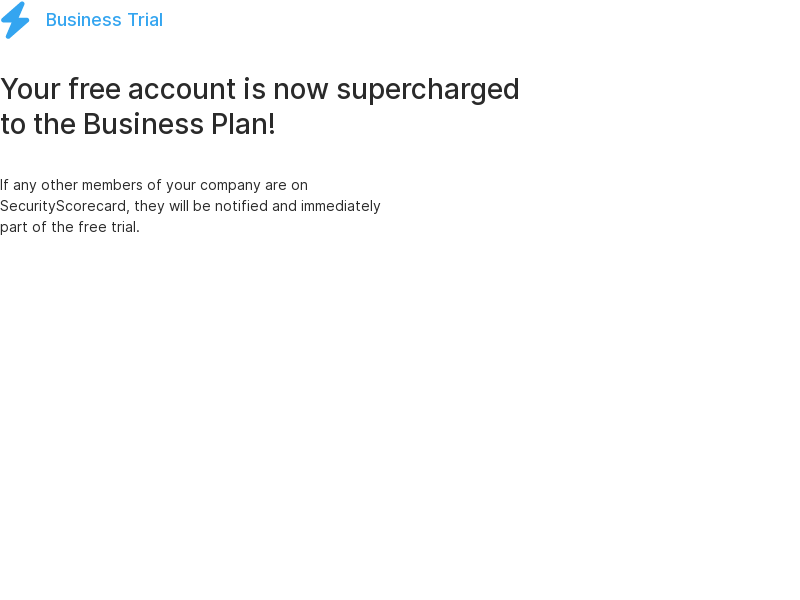 Business Trial
Your free account is now supercharged
to the Business Plan!
If any other members of your company are on
SecurityScorecard, they will be notified and immediately
part of the free trial.